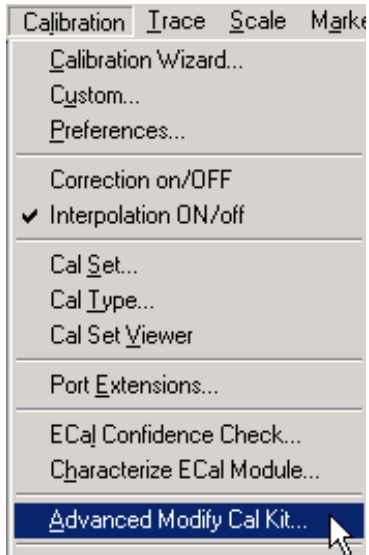 Calibration Trace Scale Marke
Calibration Wizard...
Custom...
Preferences...
Correction on/OFF
Interpolation ON/off
Cal Set...
Cal Type...
Cal Set Viewer
Port Extensions...
ECal Confidence Check...
Characterize ECal Module...
Advanced Modify Cal Kit...